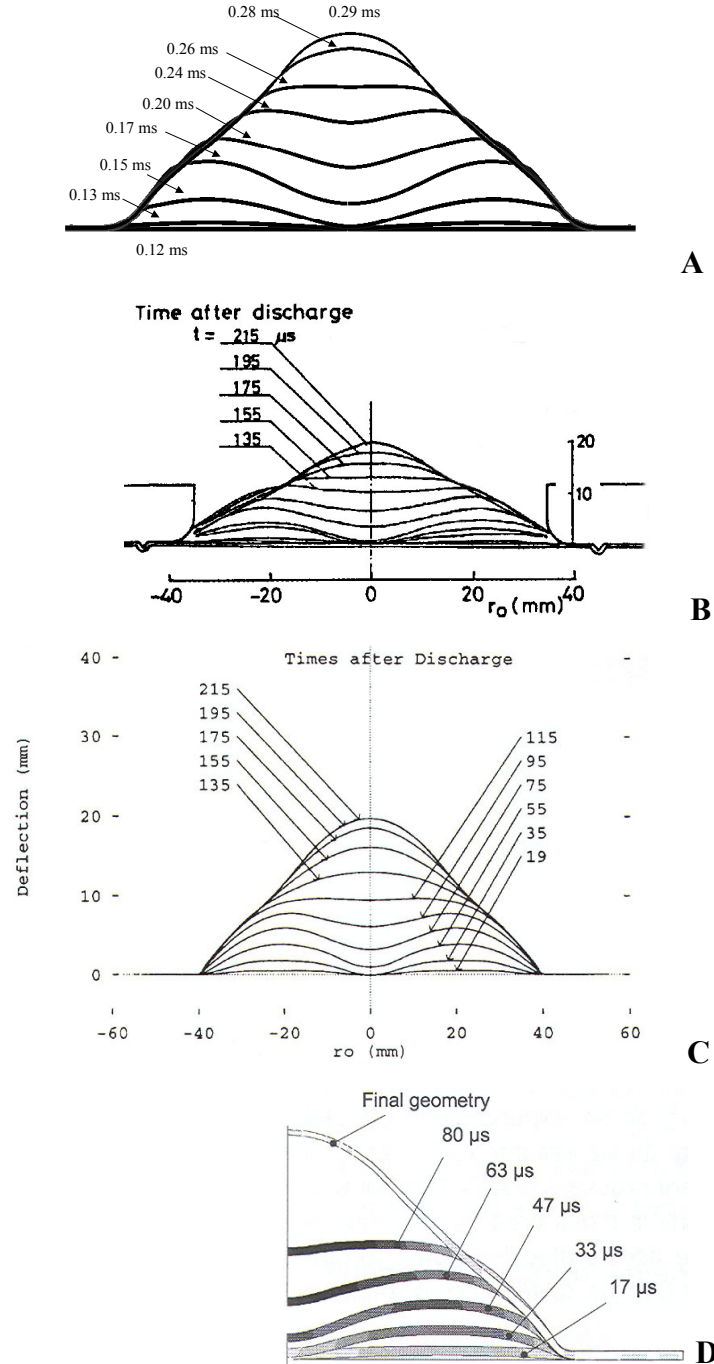 0.28 ms 0.29 ms
0.26 ms
0.24 ms
0.20 ms
0.17 ms
0.15 ms
0.13 ms
0.12 ms
A
Time after discharge
t = 215 μs
195
175
155
135
20
10
-40 -20 0 20 40
r₀ (mm)
B
Times after Discharge
40
30
20
10
0
Deflection (mm)
215
195
175
155
135
115
95
75
55
35
19
-60 -40 -20 0 20 40 60
ro (mm)
C
Final geometry
80 μs
63 μs
47 μs
33 μs
17 μs
D